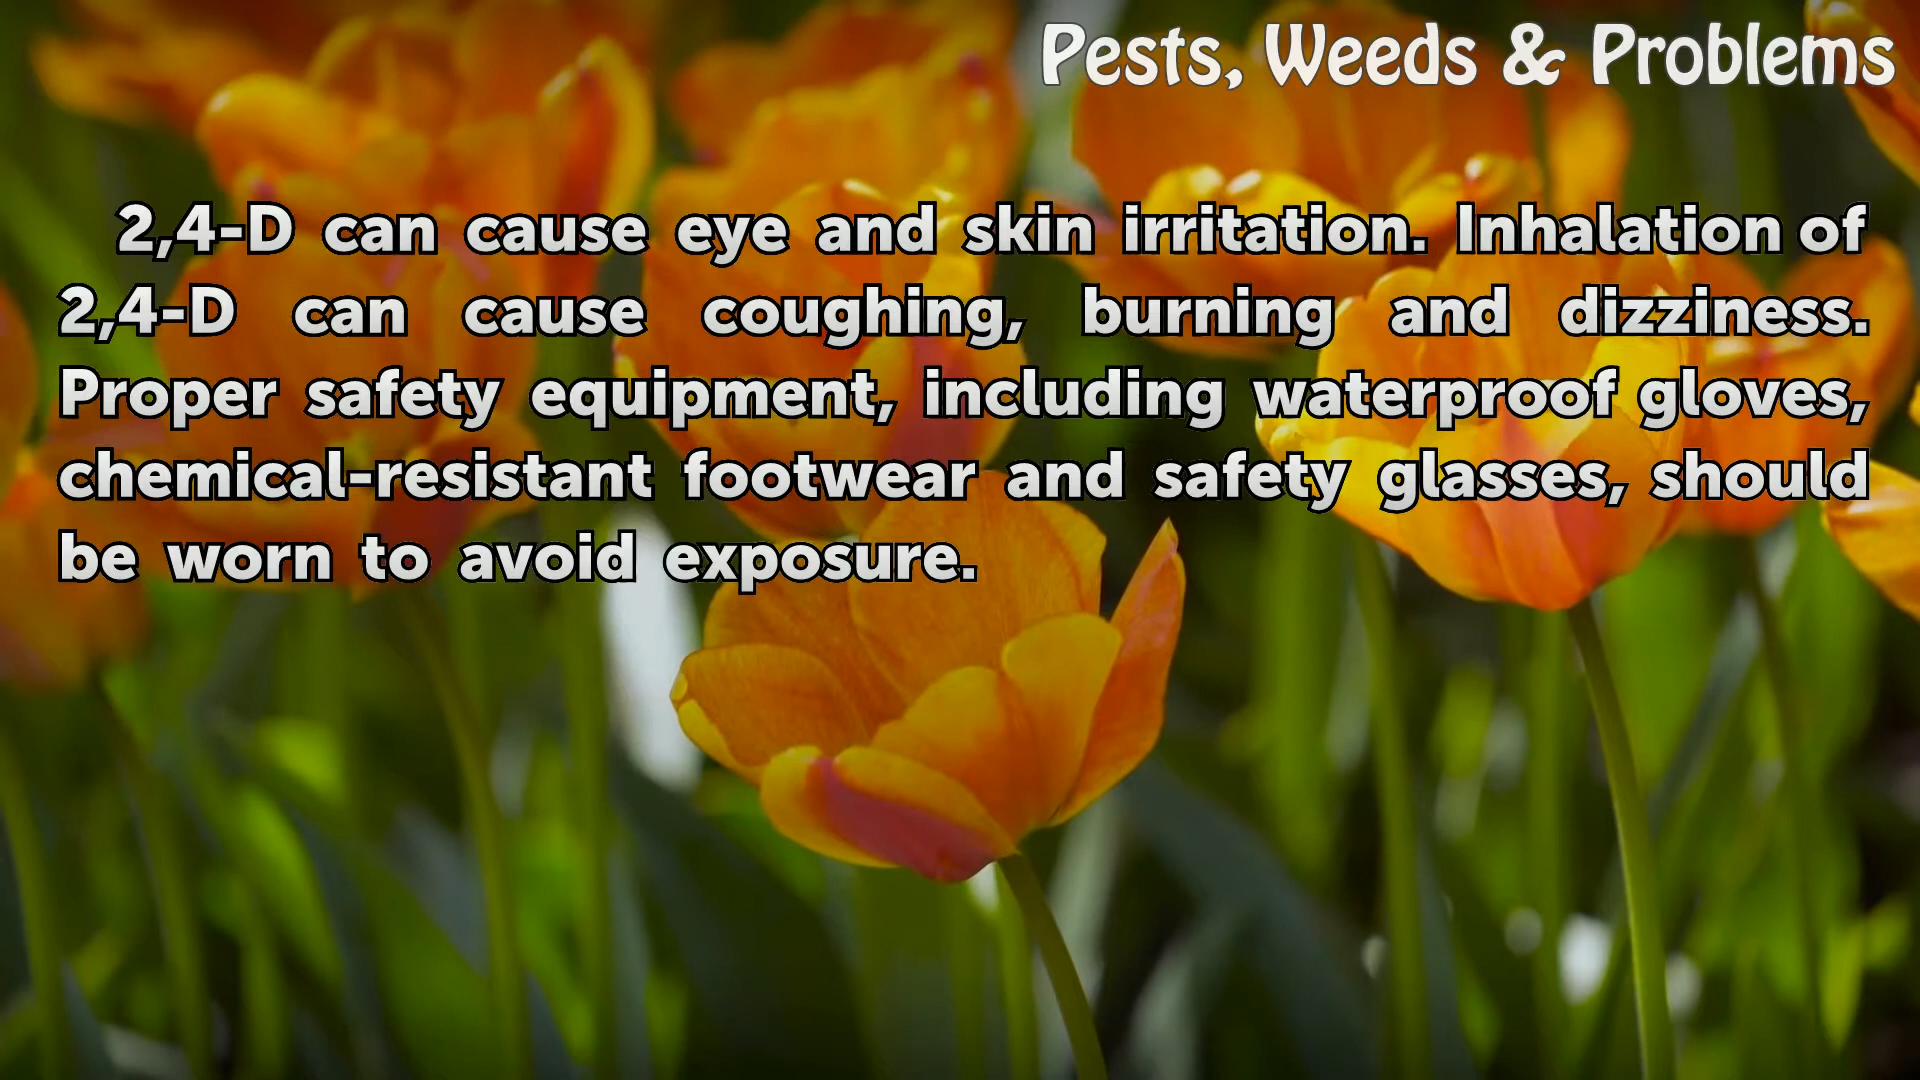 Pests, Weeds & Problems
2,4-D can cause eye and skin irritation. Inhalation of
2,4-D can cause coughing, burning and dizziness.
Proper safety equipment, including waterproof gloves,
chemical-resistant footwear and safety glasses, should
be worn to avoid exposure.